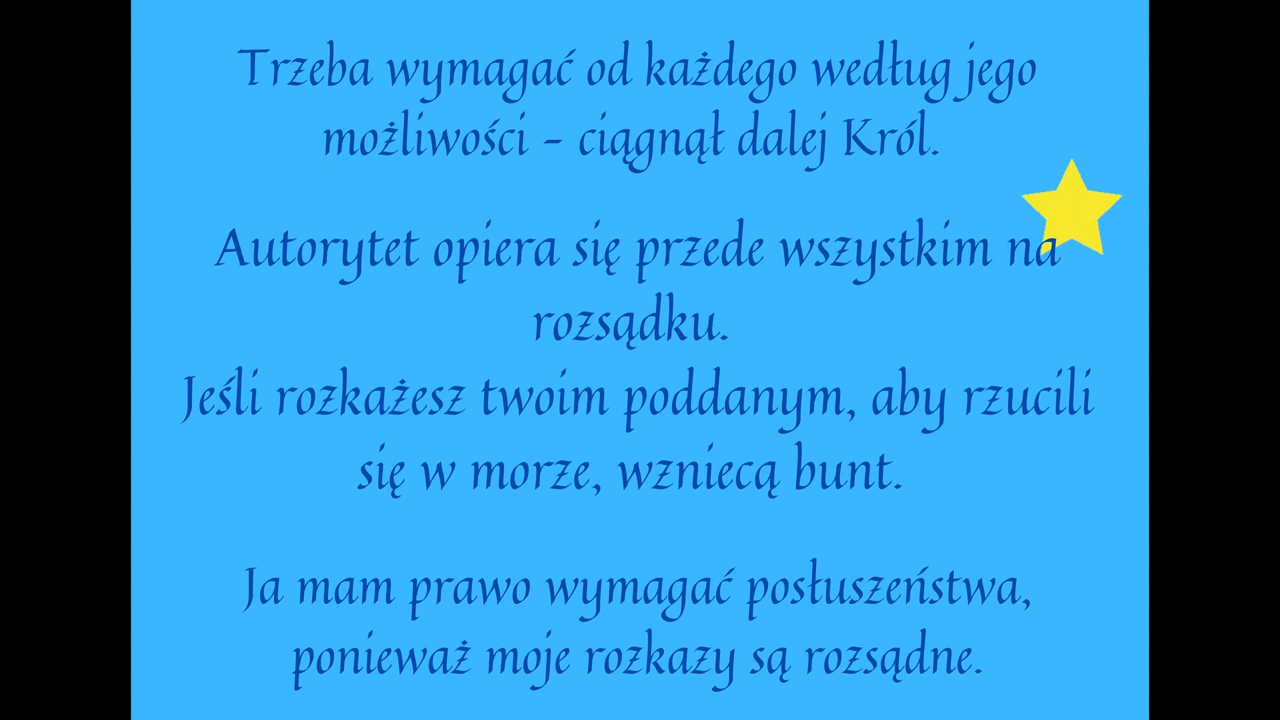 Trzeba wymagać od każdego według jego
możliwości - ciągnął dalej Król.
Autorytet opiera się przede wszystkim na
rozsądku.
Jeśli rozkażesz twoim poddanym, aby rzucili
się w morze, wzniecą bunt.
Ja mam prawo wymagać posłuszeństwa,
ponieważ moje rozkazy są rozsądne.